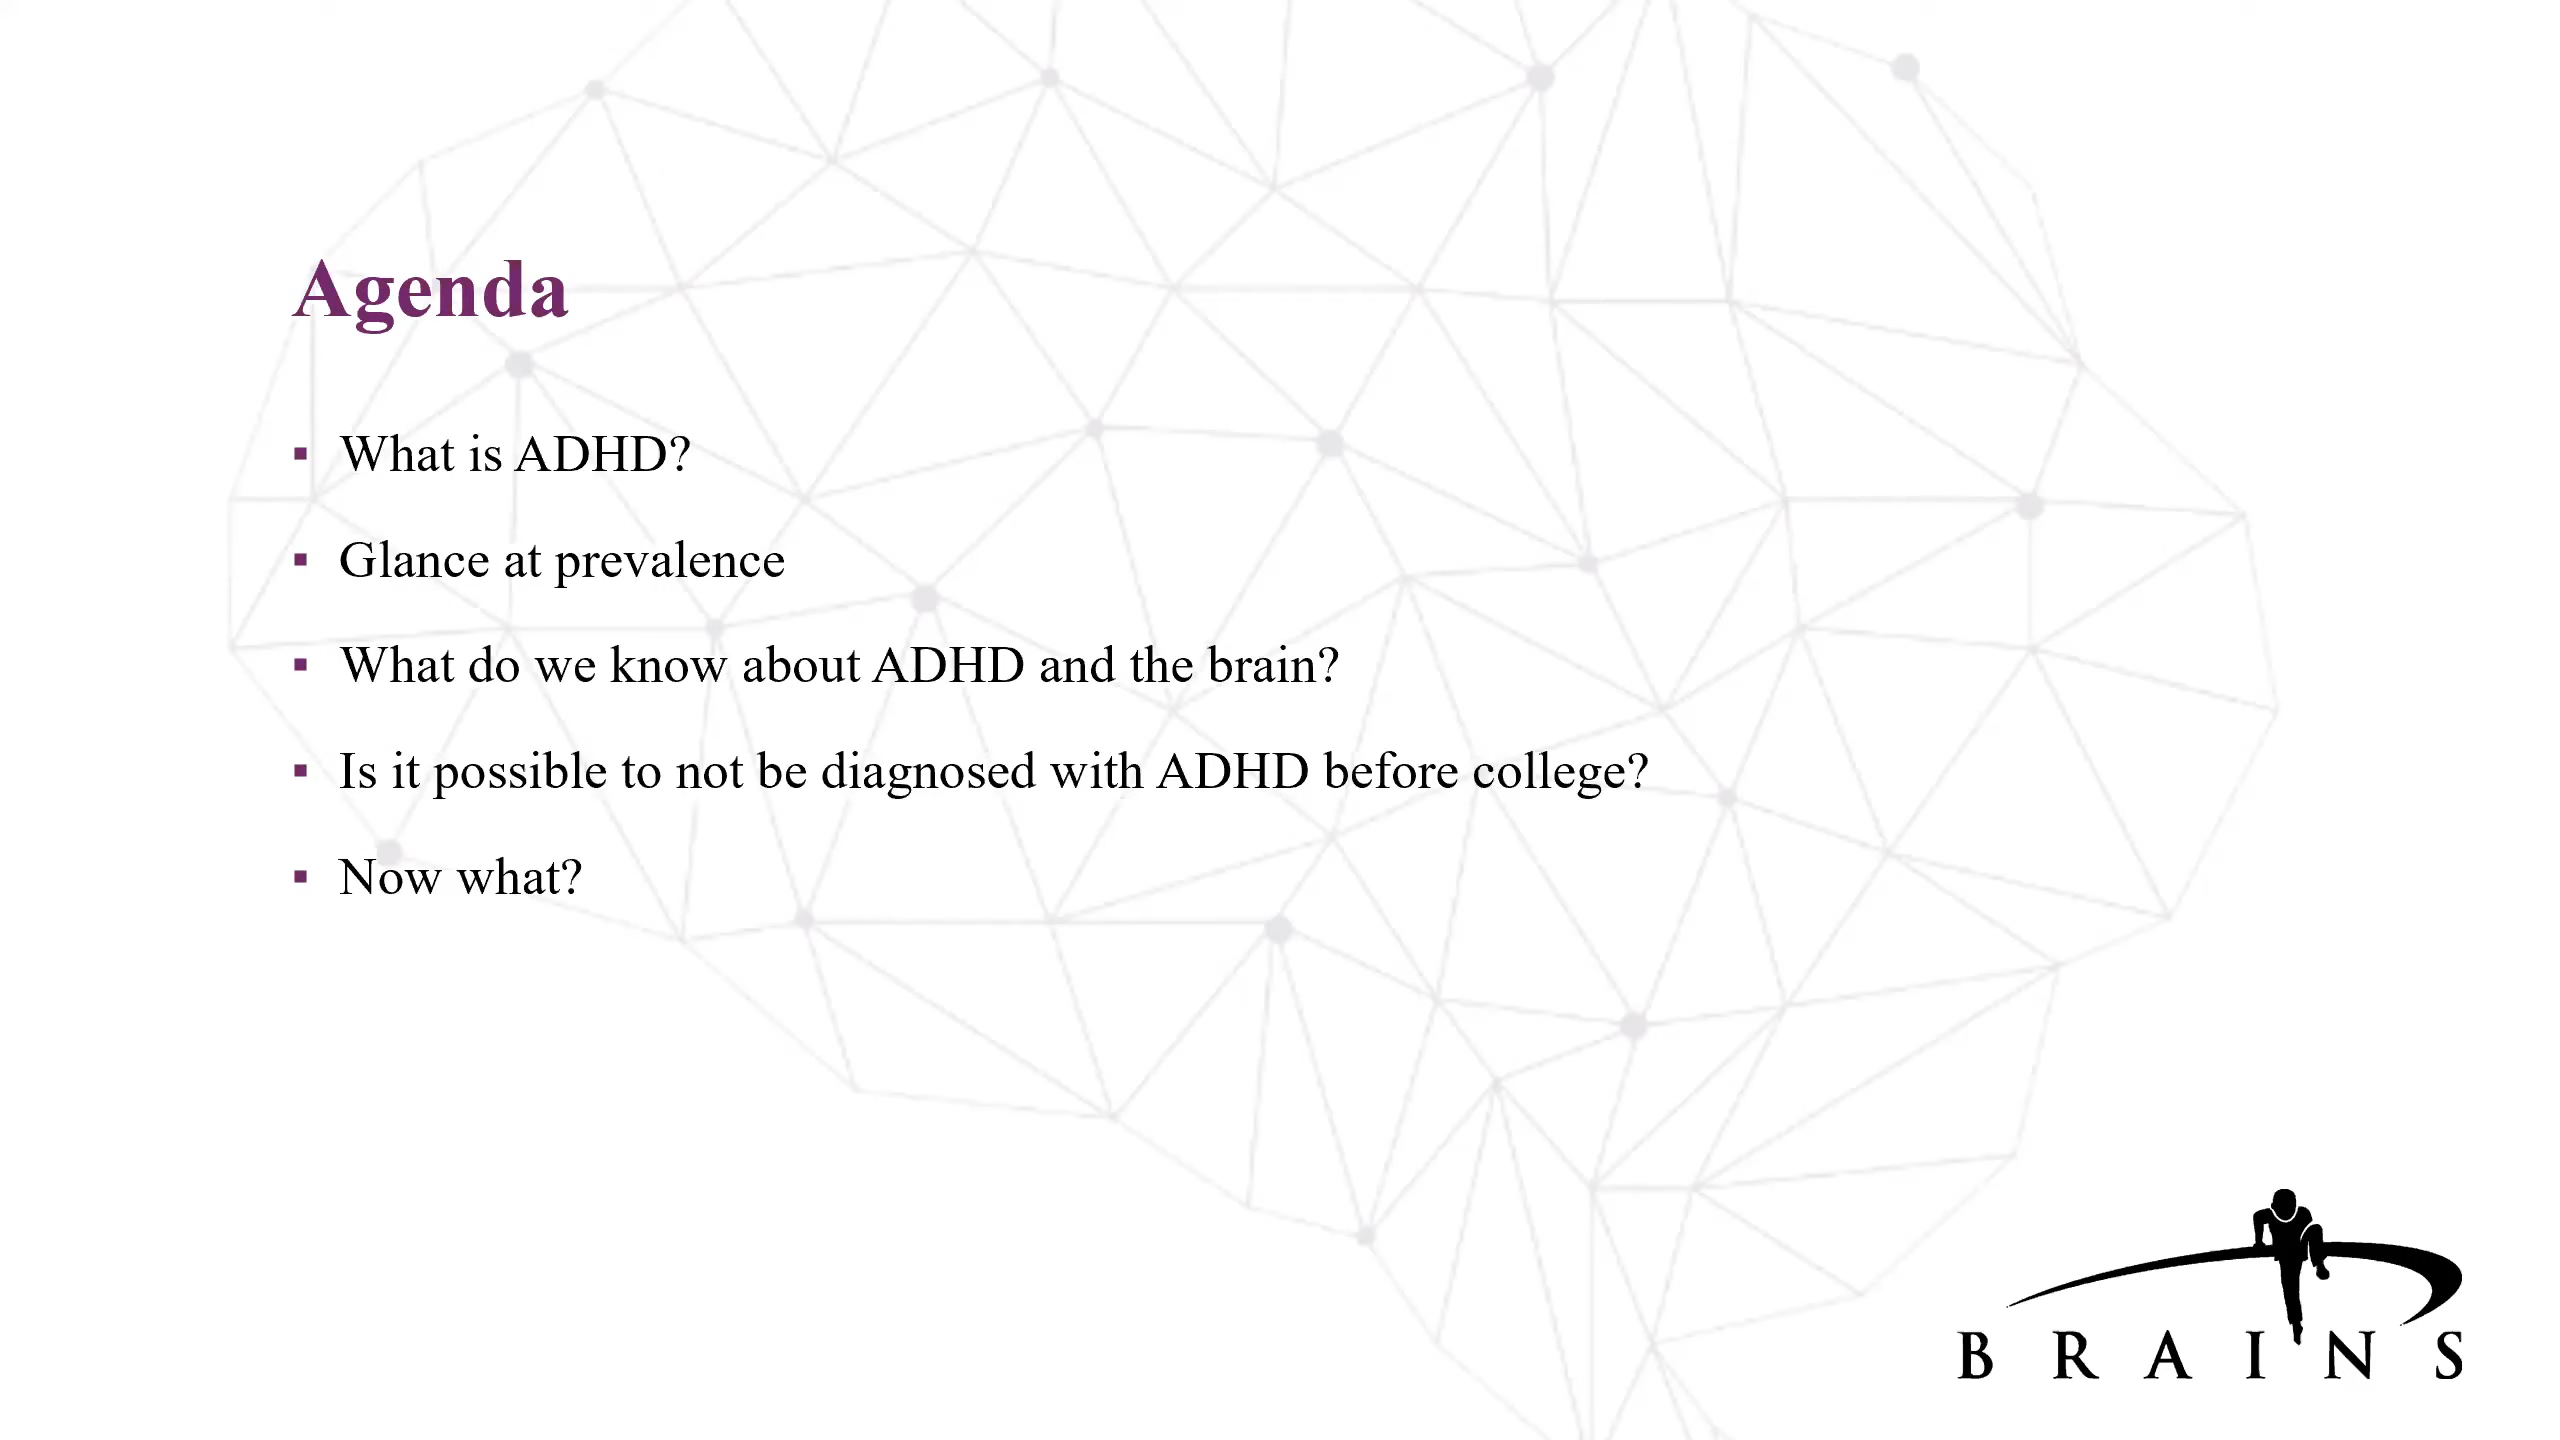 Agenda
▪ What is ADHD?
▪ Glance at prevalence
▪ What do we know about ADHD and the brain?
▪ Is it possible to not be diagnosed with ADHD before college?
▪ Now what?
BRAINS